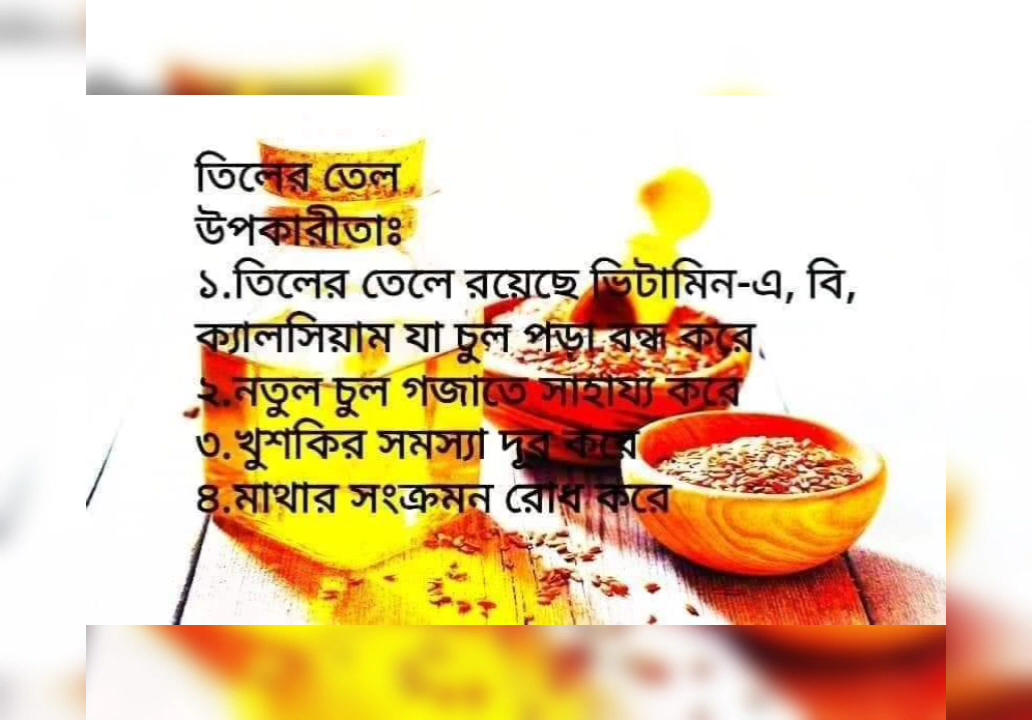 তিলের তেল
উপকারীতাঃ
১.তিলের তেলে রয়েছে ভিটামিন-এ, বি,
ক্যালসিয়াম যা চুল পড়া বন্ধ করে
২.নতুল চুল গজাতে সাহায্য করে
৩.খুশকির সমস্যা দূর করে
৪.মাথার সংক্রমন রোধ করে